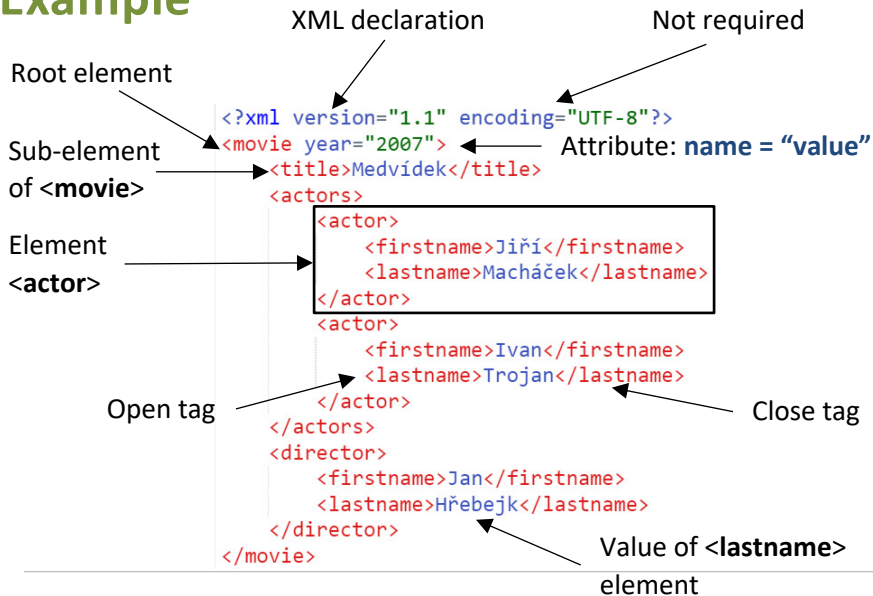 Example
XML declaration
Not required
Root element
<?xml version="1.1" encoding="UTF-8"?>
<movie year="2007">
Attribute: name = “value”
Sub-element
of <movie>
<title>Medvídek</title>
<actors>
<actor>
Element
<actor>
<firstname>Jiří</firstname>
<lastname>Macháček</lastname>
</actor>
<actor>
<firstname>Ivan</firstname>
<lastname>Trojan</lastname>
</actor>
Open tag
Close tag
</actors>
<director>
<firstname>Jan</firstname>
<lastname>Hřebejk</lastname>
</director>
</movie>
Value of <lastname>
element